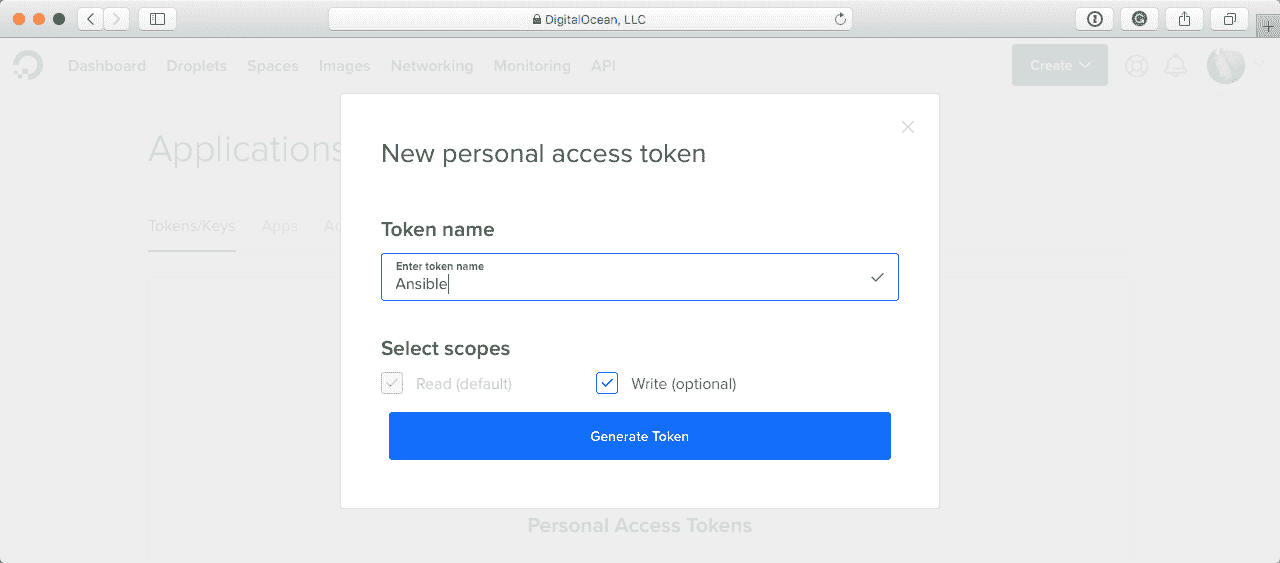 DigitalOcean, LLC
Dashboard Droplets Spaces Images Networking Monitoring API Create
Applications
New personal access token
Tokens/Keys Apps
Token name
Enter token name
Ansible
Select scopes
Read (default) Write (optional)
Generate Token
Personal Access Tokens